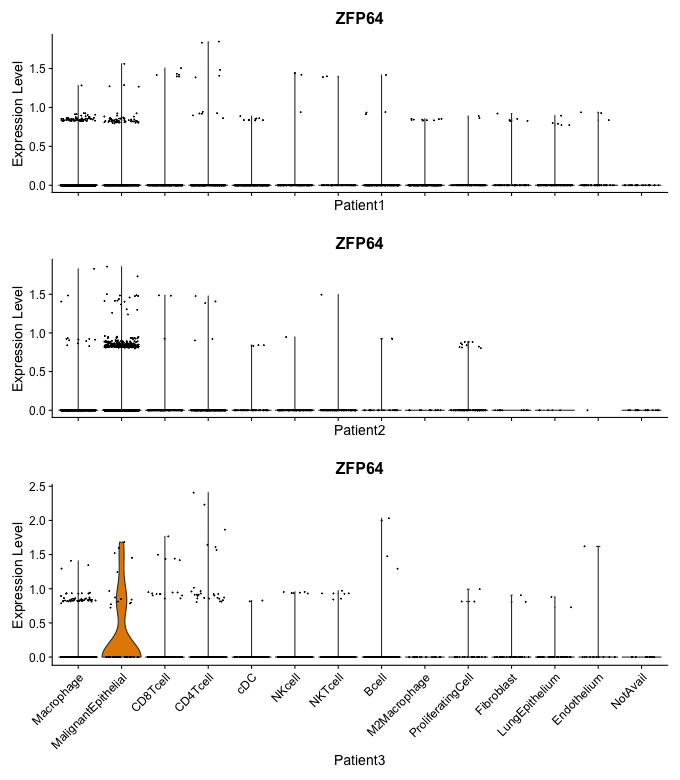 ZFP64
Expression Level
1.5
1.0
0.5
0.0
Patient1
ZFP64
Expression Level
1.5
1.0
0.5
0.0
Patient2
ZFP64
Expression Level
2.5
2.0
1.5
1.0
0.5
0.0
Macrophage
MalignantEpithelial
CD8Tcell
CD4Tcell
cDC
NKcell
NKTcell
Bcell
M2Macrophage
ProliferatingCell
Fibroblast
LungEpithelium
Endothelium
NotAvail
Patient3